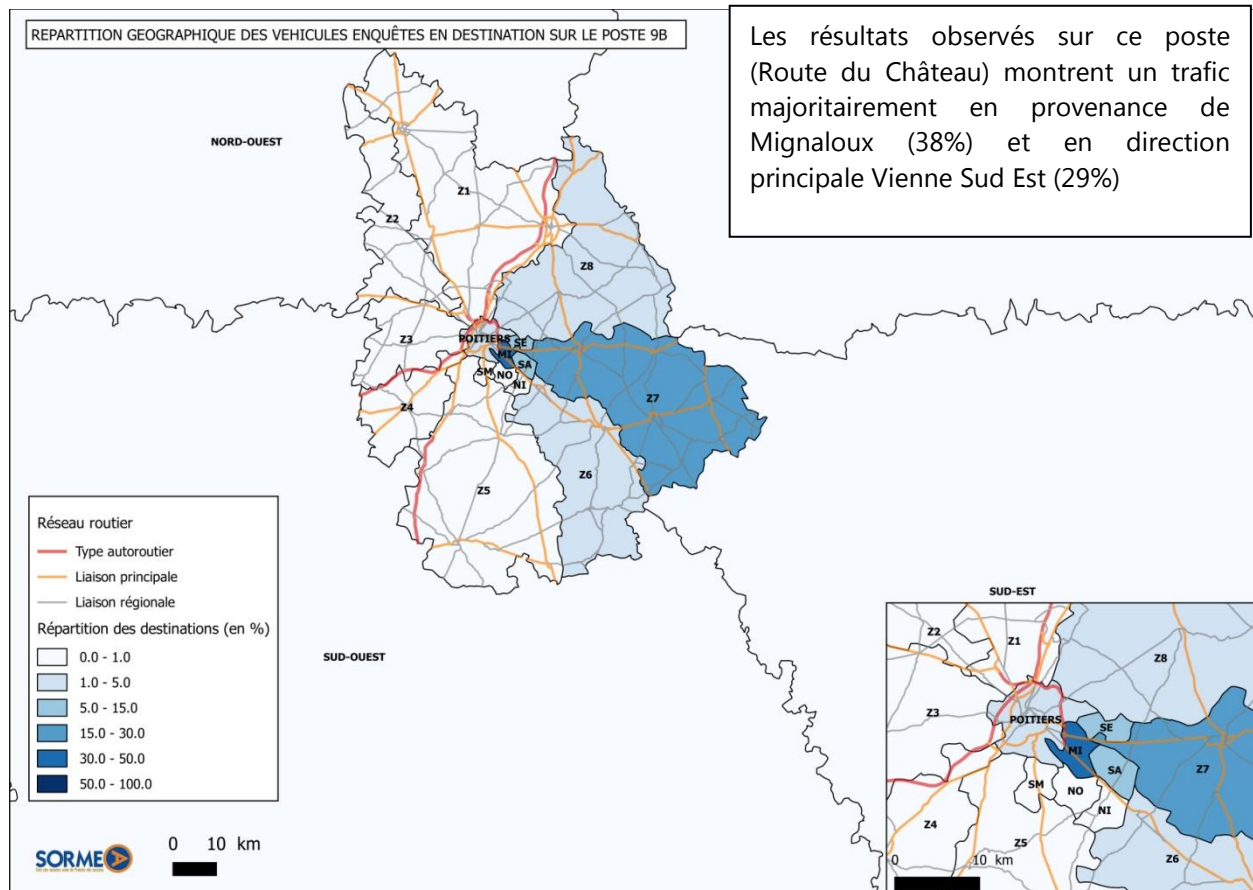 REPARTITION GEOGRAPHIQUE DES VEHICULES ENQUÊTES EN DESTINATION SUR LE POSTE 9B
Les résultats observés sur ce poste
(Route du Château) montrent un trafic
majoritairement en provenance de
Mignaloux (38%) et en direction
principale Vienne Sud Est (29%)
NORD-OUEST
Z1
Z2
Z8
Z3
POITIERS
SE
MI
SA
SM
NO
NI
Z7
Z4
Z6
Z5
SUD-OUEST
SUD-EST
Réseau routier
Type autoroutier
Liaison principale
Liaison régionale
Répartition des destinations (en %)
0.0 - 1.0
1.0 - 5.0
5.0 - 15.0
15.0 - 30.0
30.0 - 50.0
50.0 - 100.0
SORMEA
0 10 km
Z2
Z1
Z8
Z3
POITIERS
SE
MI
SA
Z7
SM
NO
NI
Z4
Z5
Z6
0 10 km